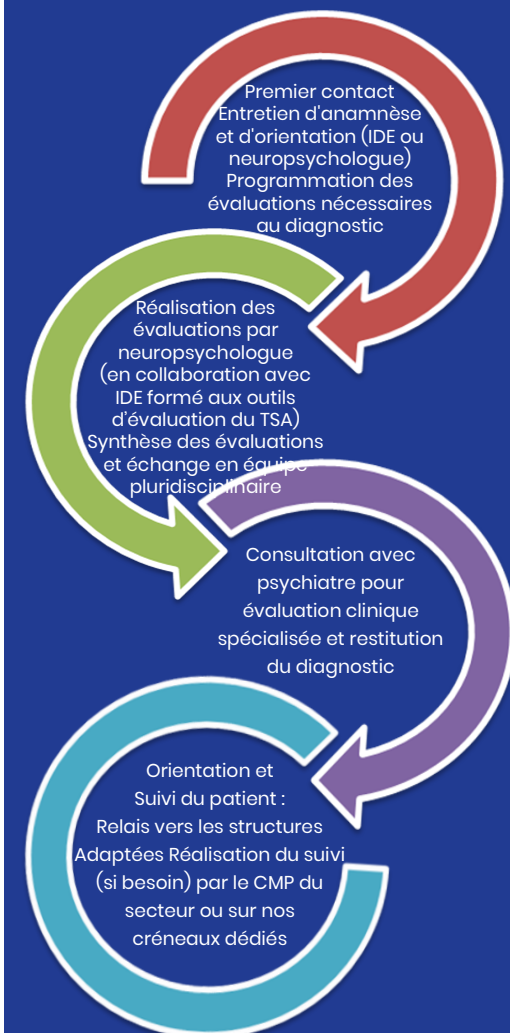 Premier contact
Entretien d'anamnèse
et d'orientation (IDE ou
neuropsychologue)
Programmation des
évaluations nécessaires
au diagnostic
Réalisation des
évaluations par
neuropsychologue
(en collaboration avec
IDE formé aux outils
d'évaluation du TSA)
Synthèse des évaluations
et échange en équipe
pluridisciplinaire
Consultation avec
psychiatre pour
évaluation clinique
spécialisée et restitution
du diagnostic
Orientation et
Suivi du patient :
Relais vers les structures
Adaptées Réalisation du suivi
(si besoin) par le CMP du
secteur ou sur nos
créneaux dédiés